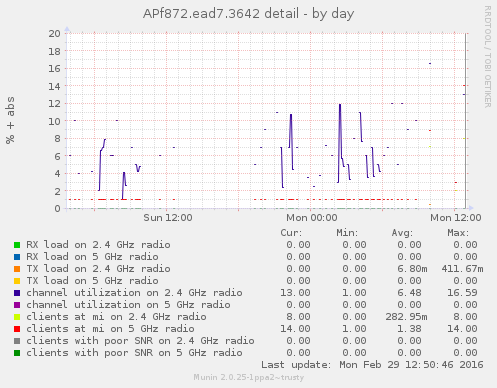 APf872.ead7.3642 detail - by day
RRDTOOL / TOBI OETIKER
% + abs
20
18
16
14
12
10
8
6
4
2
0
Sun 12:00 Mon 00:00 Mon 12:00
Cur: Min: Avg: Max:
RX load on 2.4 GHz radio 0.00 0.00 0.00 0.00
RX load on 5 GHz radio 0.00 0.00 0.00 0.00
TX load on 2.4 GHz radio 0.00 0.00 6.80m 411.67m
TX load on 5 GHz radio 0.00 0.00 0.00 0.00
channel utilization on 2.4 GHz radio 13.00 1.00 6.48 16.59
channel utilization on 5 GHz radio 0.00 0.00 0.00 0.00
clients at mi on 2.4 GHz radio 8.00 0.00 282.95m 8.00
clients at mi on 5 GHz radio 14.00 1.00 1.38 14.00
clients with poor SNR on 2.4 GHz radio 0.00 0.00 0.00 0.00
clients with poor SNR on 5 GHz radio 0.00 0.00 0.00 0.00
Last update: Mon Feb 29 12:50:46 2016
Munin 2.0.25-1ppa2~trusty